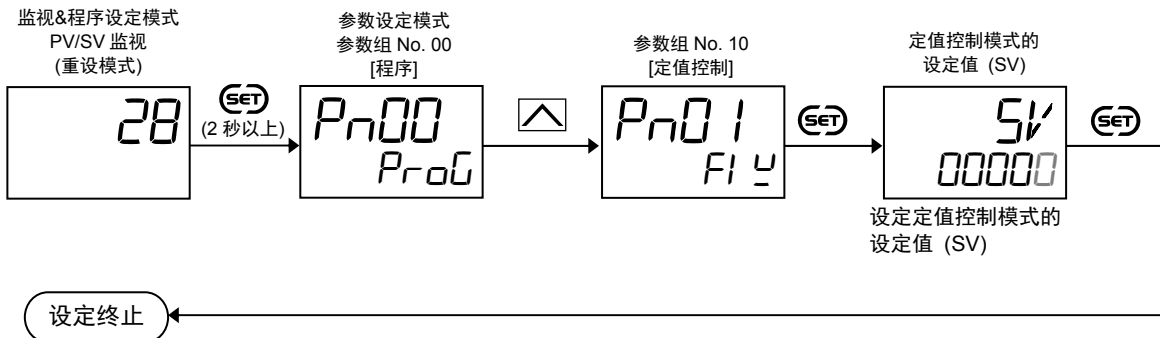 监视&程序设定模式
PV/SV 监视
(重设模式)
28
SET
(2 秒以上)
参数设定模式
参数组 No. 00
[程序]
Pn00
ProG
参数组 No. 10
[定值控制]
Pn01
FIX
SET
定值控制模式的
设定值 (SV)
SV
00000
设定定值控制模式的
设定值 (SV)
SET
设定终止